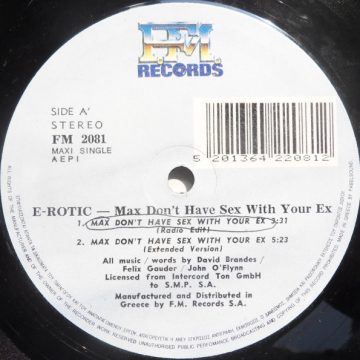 F.M.
RECORDS
SIDE A'
STEREO
FM 2081
MAXI SINGLE
AEPI
5 201364 220812
E-ROTIC — Max Don't Have Sex With Your Ex
1. MAX DON'T HAVE SEX WITH YOUR EX 3:31
(Radio Edit)
2. MAX DON'T HAVE SEX WITH YOUR EX 5:23
(Extended Version)
All music / words by David Brandes /
Felix Gauder / John O'Flynn
Licensed from Intercord Ton GmbH
to S.M.P. S.A.
Manufactured and Distributed in
Greece by F.M. Records S.A.